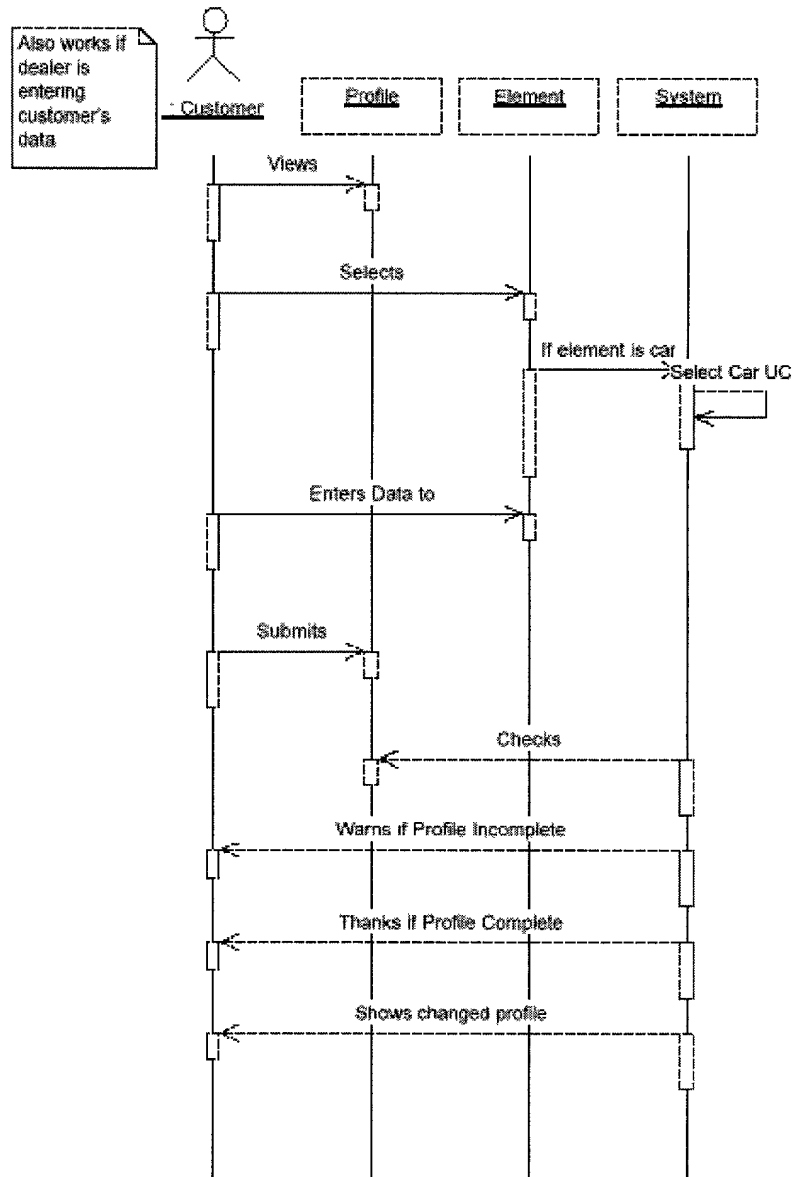 Also works if
dealer is
entering
customer's
data
: Customer
Profile
Element
System
Views
Selects
If element is car
Select Car UC
Enters Data to
Submits
Checks
Warns if Profile Incomplete
Thanks if Profile Complete
Shows changed profile